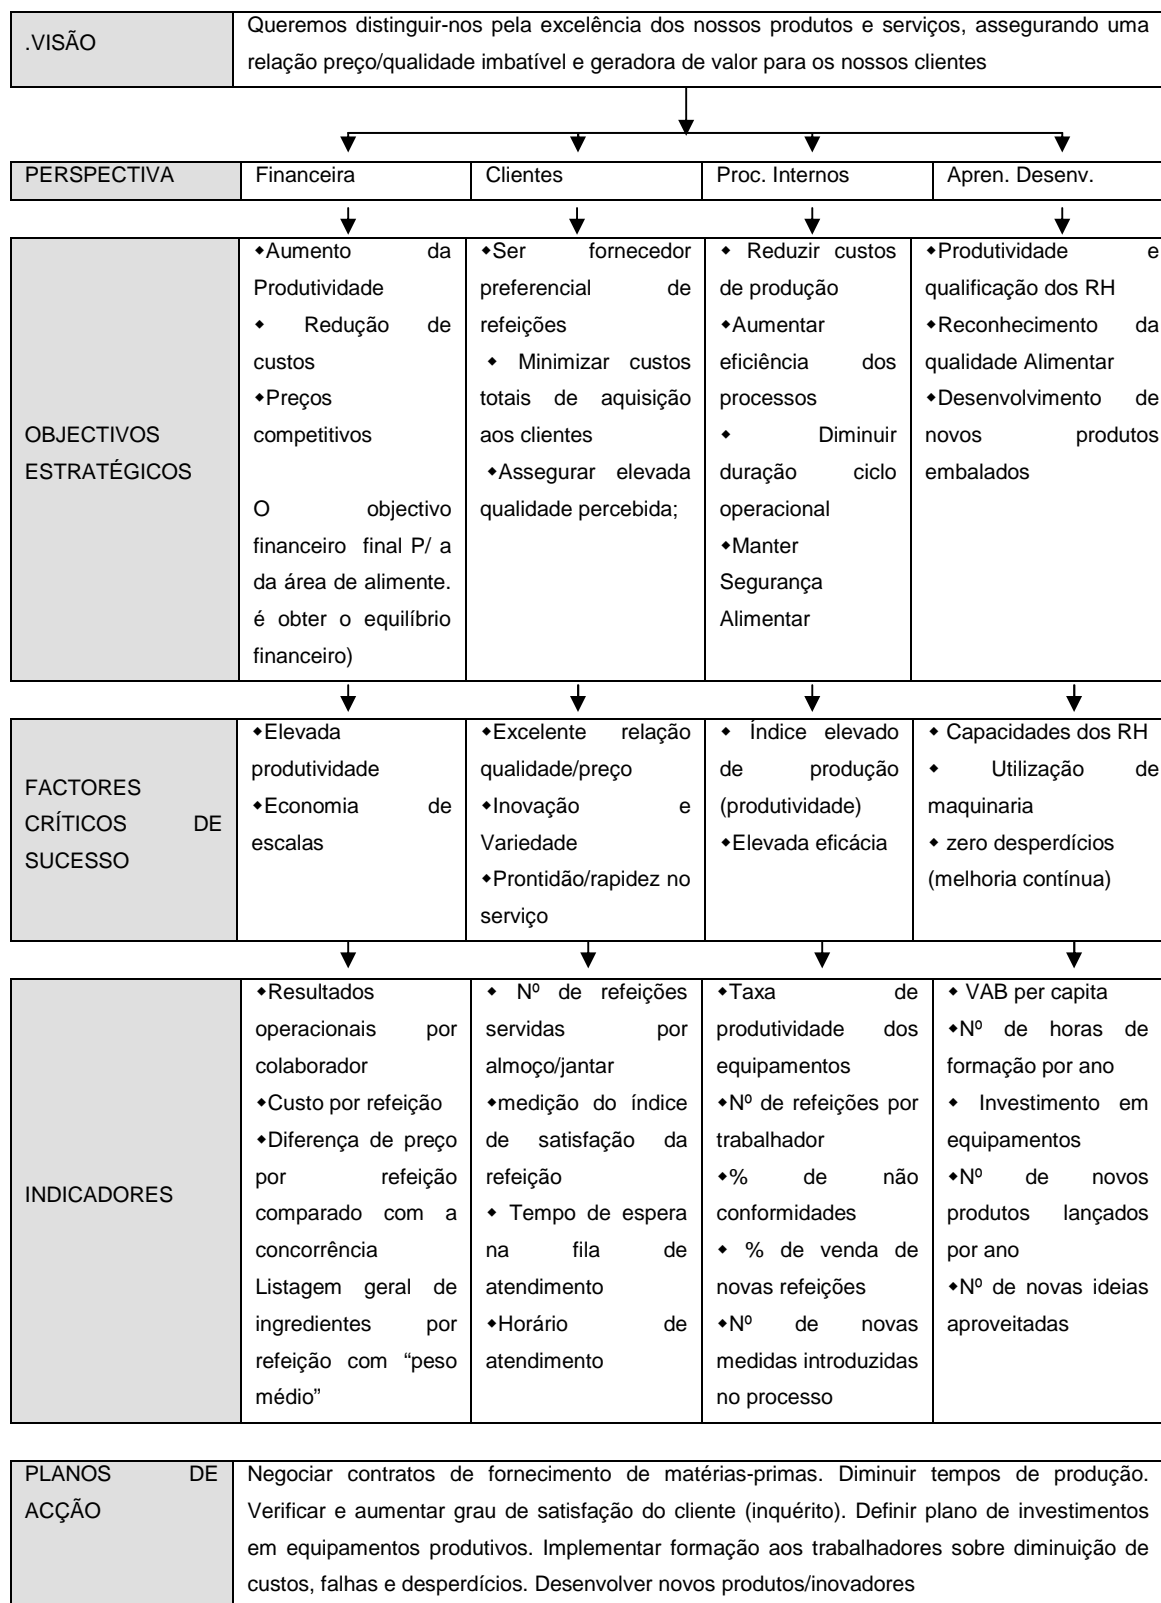 .VISÃO
Queremos distinguir-nos pela excelência dos nossos produtos e serviços, assegurando uma
relação preço/qualidade imbatível e geradora de valor para os nossos clientes
PERSPECTIVA
Financeira
Clientes
Proc. Internos
Apren. Desenv.
OBJECTIVOS
ESTRATÉGICOS
◆Aumento da
Produtividade
◆ Redução de
custos
◆Preços
competitivos
O objectivo
financeiro final P/ a
da área de alimente.
é obter o equilíbrio
financeiro)
◆Ser fornecedor
preferencial de
refeições
◆ Minimizar custos
totais de aquisição
aos clientes
◆Assegurar elevada
qualidade percebida;
◆ Reduzir custos
de produção
◆Aumentar
eficiência dos
processos
◆ Diminuir
duração ciclo
operacional
◆Manter
Segurança
Alimentar
◆Produtividade e
qualificação dos RH
◆Reconhecimento da
qualidade Alimentar
◆Desenvolvimento de
novos produtos
embalados
FACTORES
CRÍTICOS DE
SUCESSO
◆Elevada
produtividade
◆Economia de
escalas
◆Excelente relação
qualidade/preço
◆Inovação e
Variedade
◆Prontidão/rapidez no
serviço
◆ Índice elevado
de produção
(produtividade)
◆Elevada eficácia
◆ Capacidades dos RH
◆ Utilização de
maquinaria
◆ zero desperdícios
(melhoria contínua)
INDICADORES
◆Resultados
operacionais por
colaborador
◆Custo por refeição
◆Diferença de preço
por refeição
comparado com a
concorrência
Listagem geral de
ingredientes por
refeição com “peso
médio”
◆ Nº de refeições
servidas por
almoço/jantar
◆medição do índice
de satisfação da
refeição
◆ Tempo de espera
na fila de
atendimento
◆Horário de
atendimento
◆Taxa de
produtividade dos
equipamentos
◆Nº de refeições por
trabalhador
◆% de não
conformidades
◆ % de venda de
novas refeições
◆Nº de novas
medidas introduzidas
no processo
◆ VAB per capita
◆Nº de horas de
formação por ano
◆ Investimento em
equipamentos
◆Nº de novos
produtos lançados
por ano
◆Nº de novas ideias
aproveitadas
PLANOS DE
ACÇÃO
Negociar contratos de fornecimento de matérias-primas. Diminuir tempos de produção.
Verificar e aumentar grau de satisfação do cliente (inquérito). Definir plano de investimentos
em equipamentos produtivos. Implementar formação aos trabalhadores sobre diminuição de
custos, falhas e desperdícios. Desenvolver novos produtos/inovadores